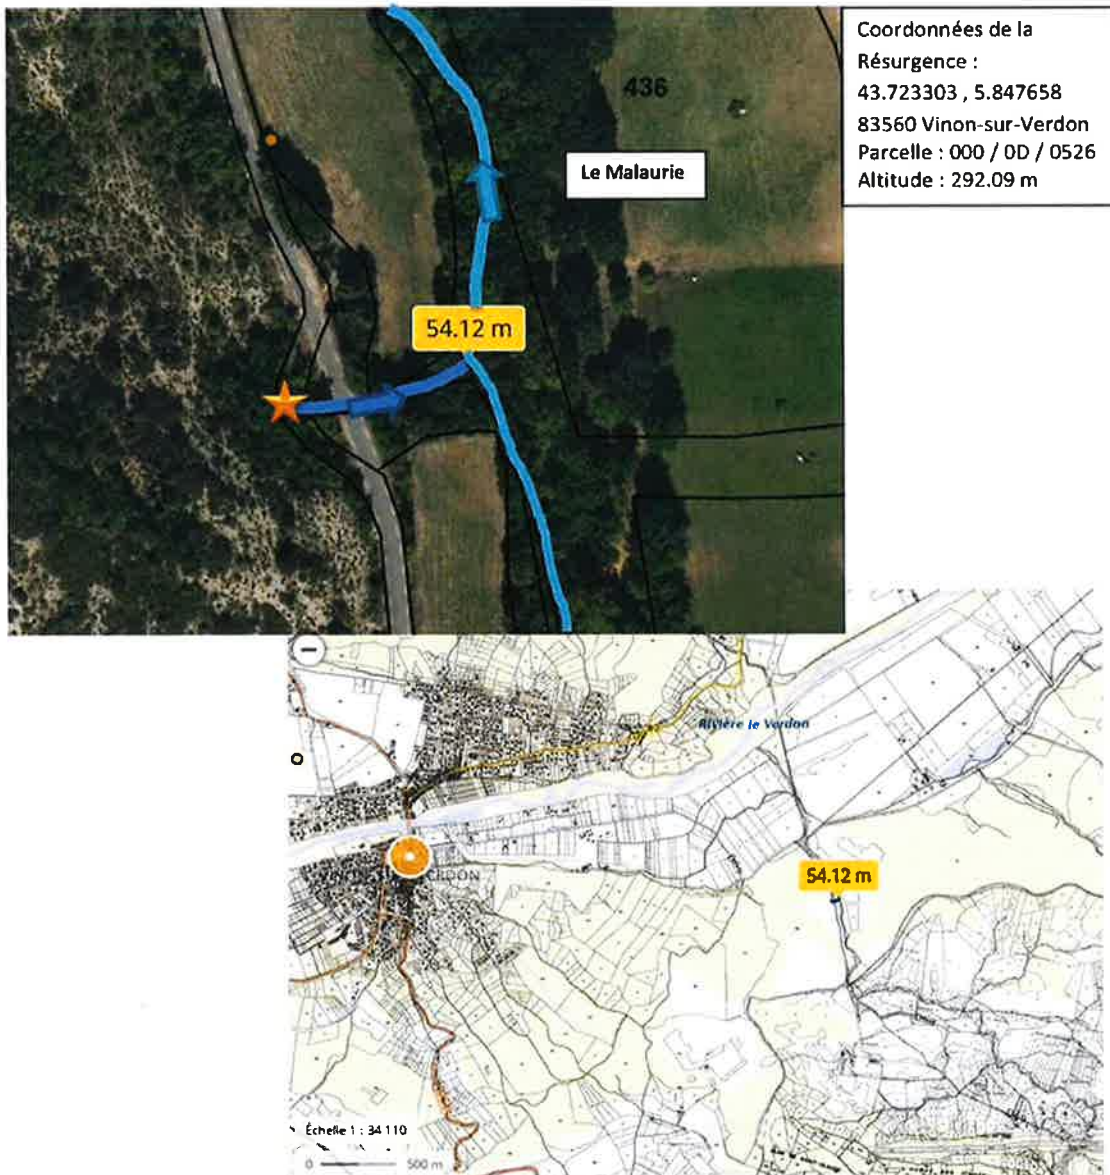 Coordonnées de la
Résurgence :
43.723303 , 5.847658
83560 Vinon-sur-Verdon
Parcelle : 000 / 0D / 0526
Altitude : 292.09 m
436
Le Malaurie
54.12 m
Rivière le Verdon
54.12 m
Échelle 1 : 34 110
0 500 m